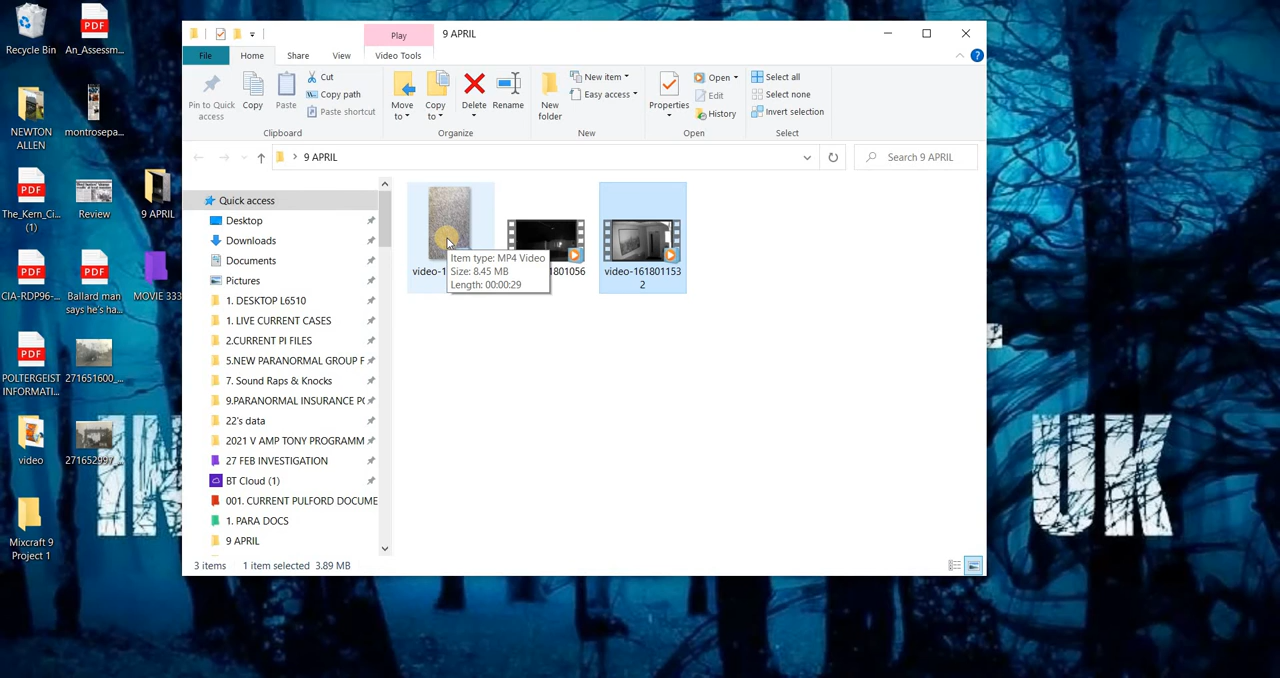 Recycle Bin
An_Assessm...
NEWTON
ALLEN
montrosepa...
The_Kern_Ci...
(1)
Review
9 APRIL
CIA-RDP96-...
Ballard man
says he's ha...
MOVIE 333
POLTERGEIST
INFORMATI...
271651600_...
video
271652997_...
Mixcraft 9
Project 1
PDF
PDF
PDF
PDF
PDF
Play
9 APRIL
File
Home
Share
View
Video Tools
Pin to Quick
access
Copy
Paste
Cut
Copy path
Paste shortcut
Clipboard
Move
to
Copy
to
Delete
Rename
Organize
New
folder
New item
Easy access
New
Properties
Open
Edit
History
Open
Select all
Select none
Invert selection
Select
9 APRIL
Search 9 APRIL
Quick access
Desktop
Downloads
Documents
Pictures
1. DESKTOP L6510
1. LIVE CURRENT CASES
2.CURRENT PI FILES
5.NEW PARANORMAL GROUP F
7. Sound Raps & Knocks
9.PARANORMAL INSURANCE PO
22's data
2021 V AMP TONY PROGRAMM
27 FEB INVESTIGATION
BT Cloud (1)
001. CURRENT PULFORD DOCUME
1. PARA DOCS
9 APRIL
video-1
Item type: MP4 Video
Size: 8.45 MB
Length: 00:00:29
1801056
video-161801153
2
3 items
1 item selected
3.89 MB
IN
UK